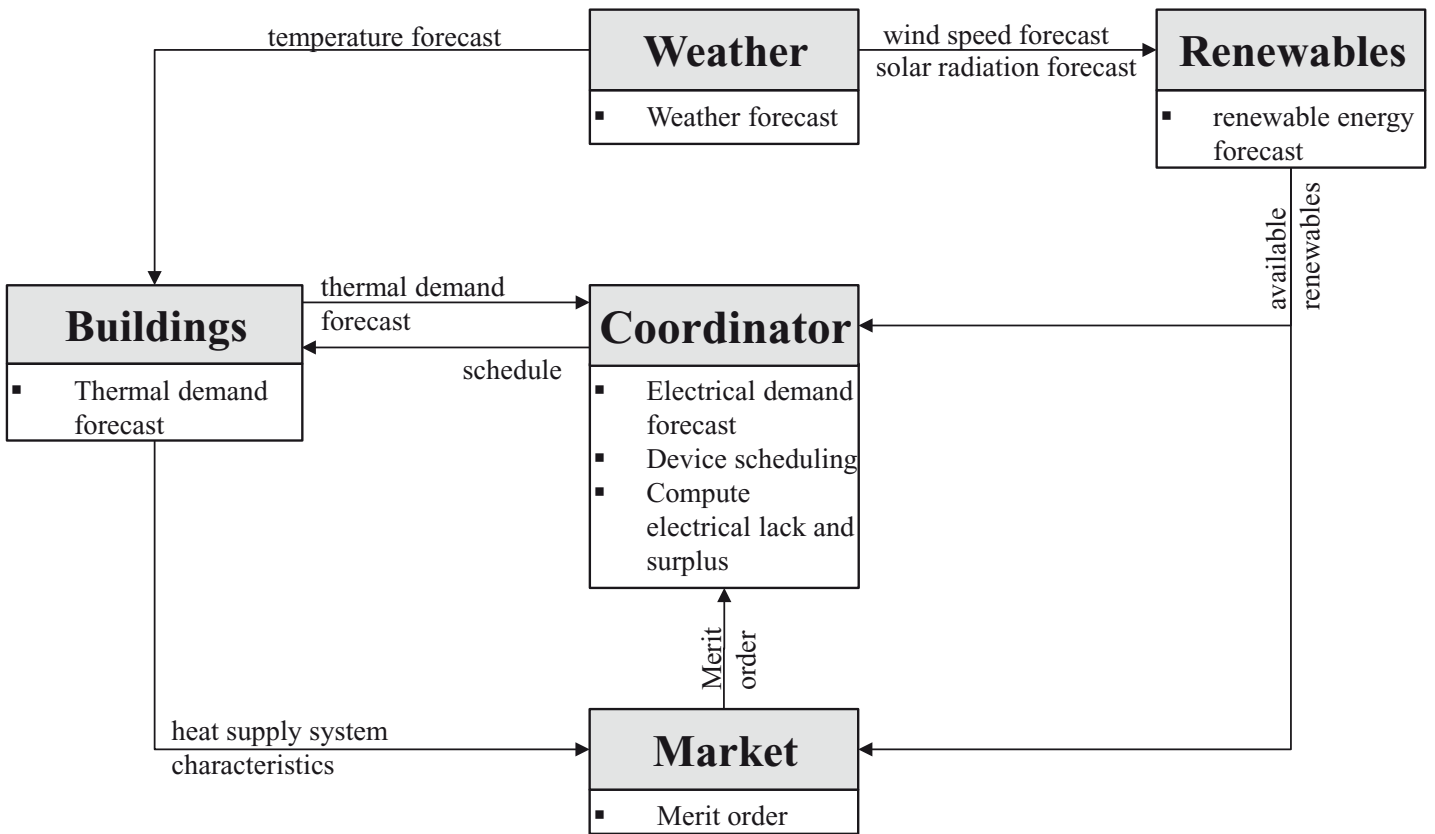 temperature forecast
Weather
wind speed forecast
solar radiation forecast
Renewables
▪ Weather forecast
▪ renewable energy
forecast
available
renewables
Buildings
thermal demand
forecast
schedule
Coordinator
▪ Thermal demand
forecast
▪ Electrical demand
forecast
▪ Device scheduling
▪ Compute
electrical lack and
surplus
Merit
order
heat supply system
characteristics
Market
▪ Merit order